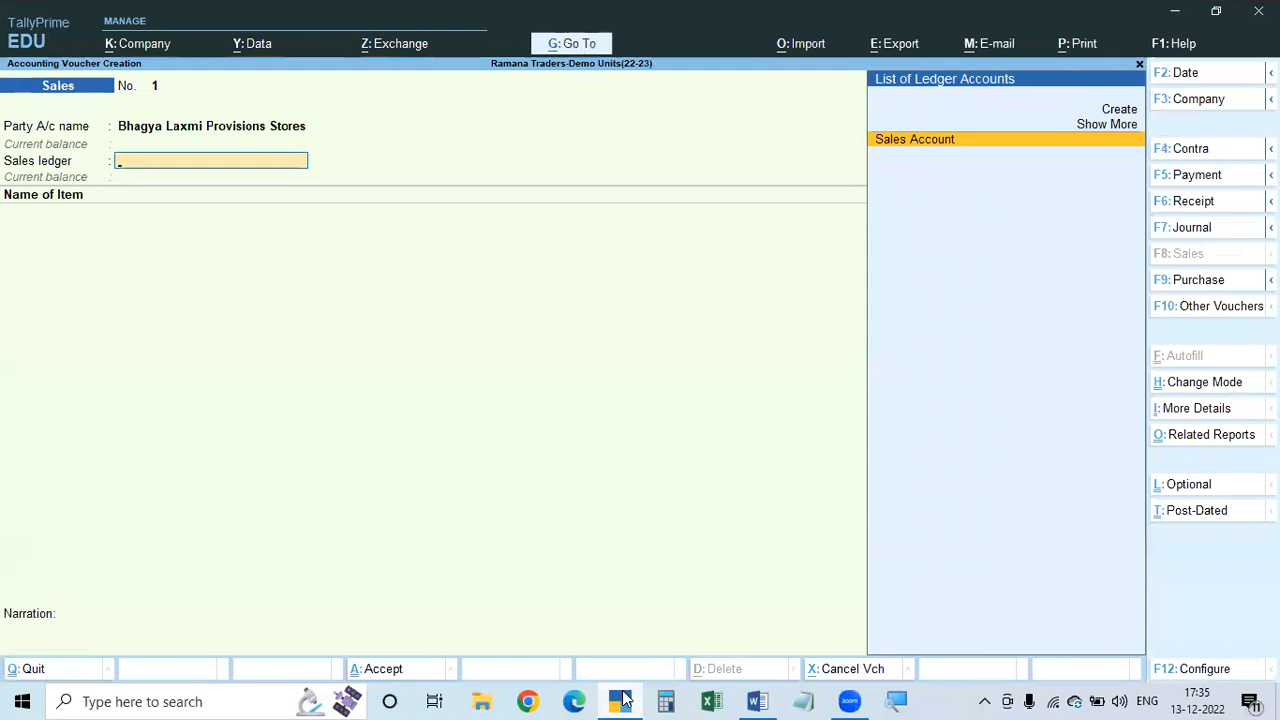 TallyPrime
EDU
MANAGE
K: Company Y: Data Z: Exchange G: Go To O: Import E: Export M: E-mail P: Print F1: Help
Accounting Voucher Creation Ramana Traders-Demo Units(22-23) ×
Sales No. 1
Party A/c name : Bhagya Laxmi Provisions Stores
Current balance :
Sales ledger :
Current balance :
Name of Item
Narration:
List of Ledger Accounts
Create
Show More
Sales Account
F2: Date
F3: Company
F4: Contra
F5: Payment
F6: Receipt
F7: Journal
F8: Sales
F9: Purchase
F10: Other Vouchers
F: Autofill
H: Change Mode
I: More Details
O: Related Reports
L: Optional
T: Post-Dated
F12: Configure
Q: Quit A: Accept D: Delete X: Cancel Vch
Type here to search
zoom
ENG
17:35
13-12-2022